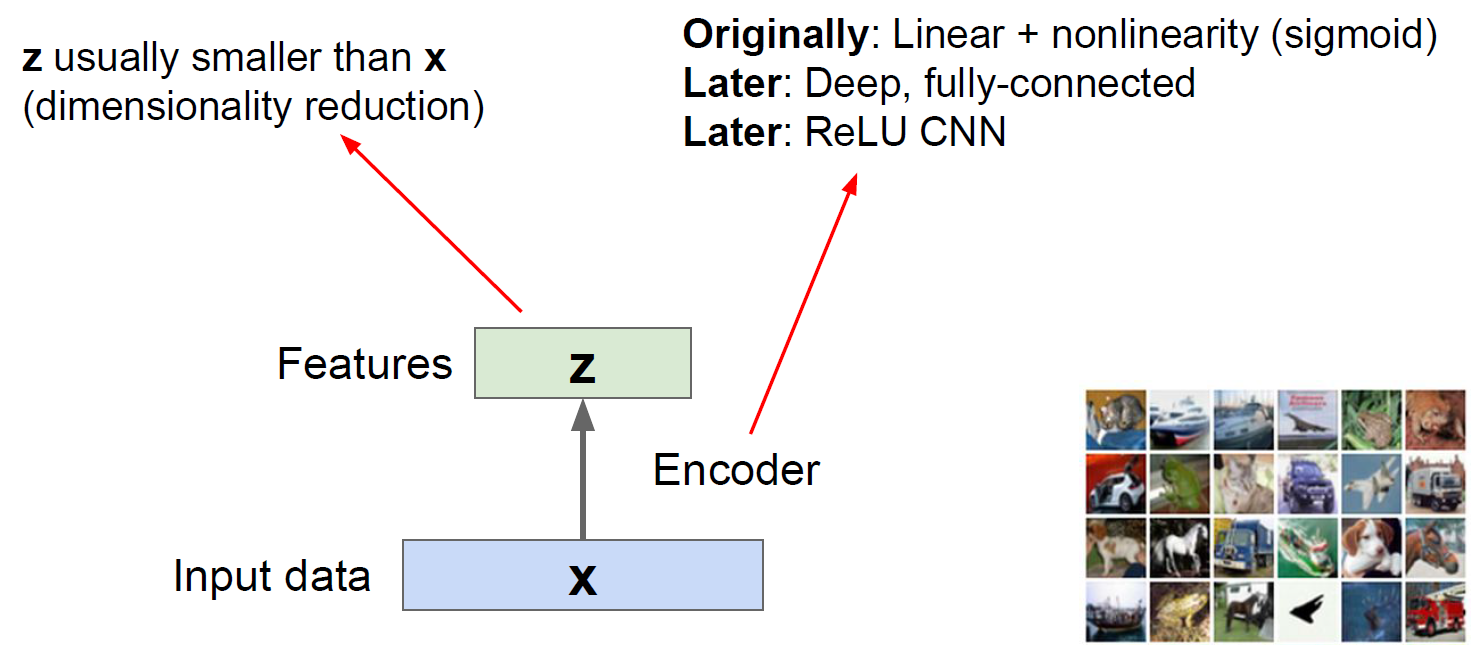 z usually smaller than x
(dimensionality reduction)
Originally: Linear + nonlinearity (sigmoid)
Later: Deep, fully-connected
Later: ReLU CNN
Features
z
Encoder
Input data
x